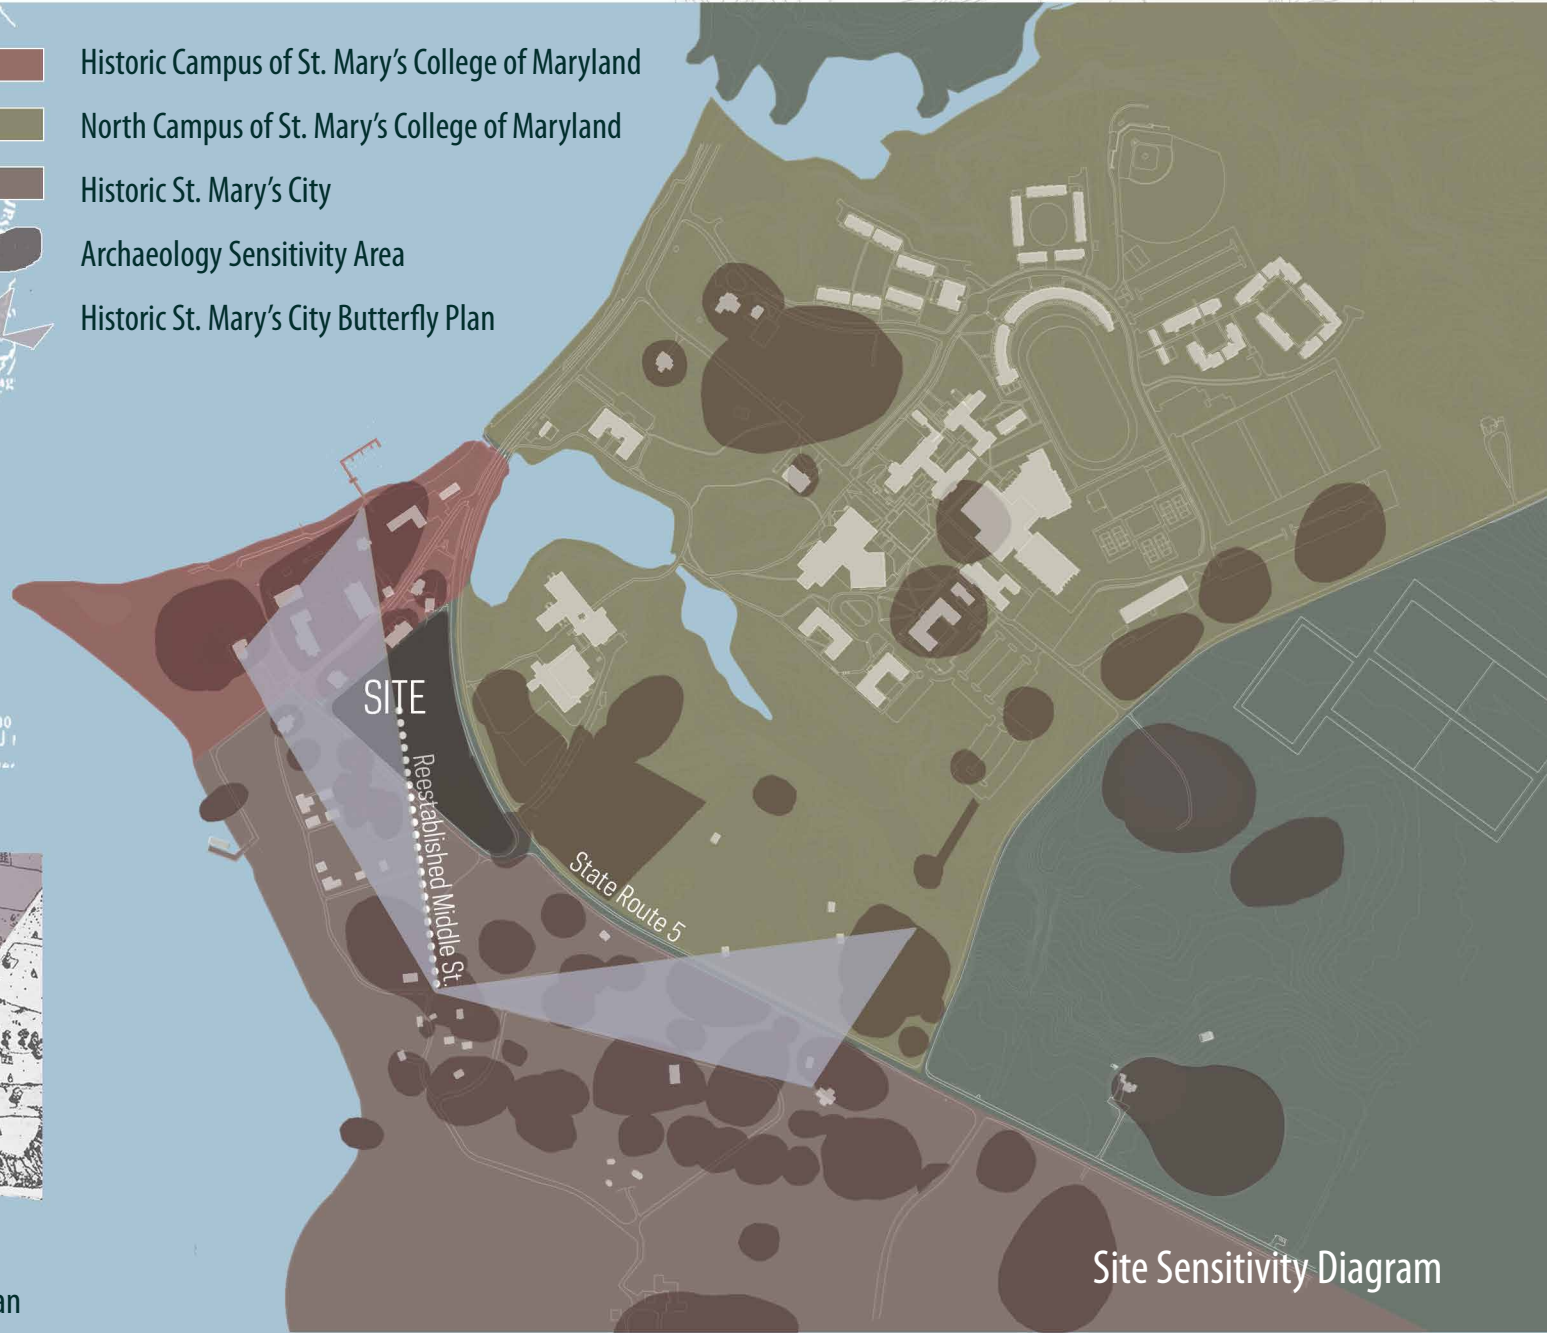 Historic Campus of St. Mary's College of Maryland
North Campus of St. Mary's College of Maryland
Historic St. Mary's City
Archaeology Sensitivity Area
Historic St. Mary's City Butterfly Plan
SITE
Reestablished Middle St.
State Route 5
Site Sensitivity Diagram